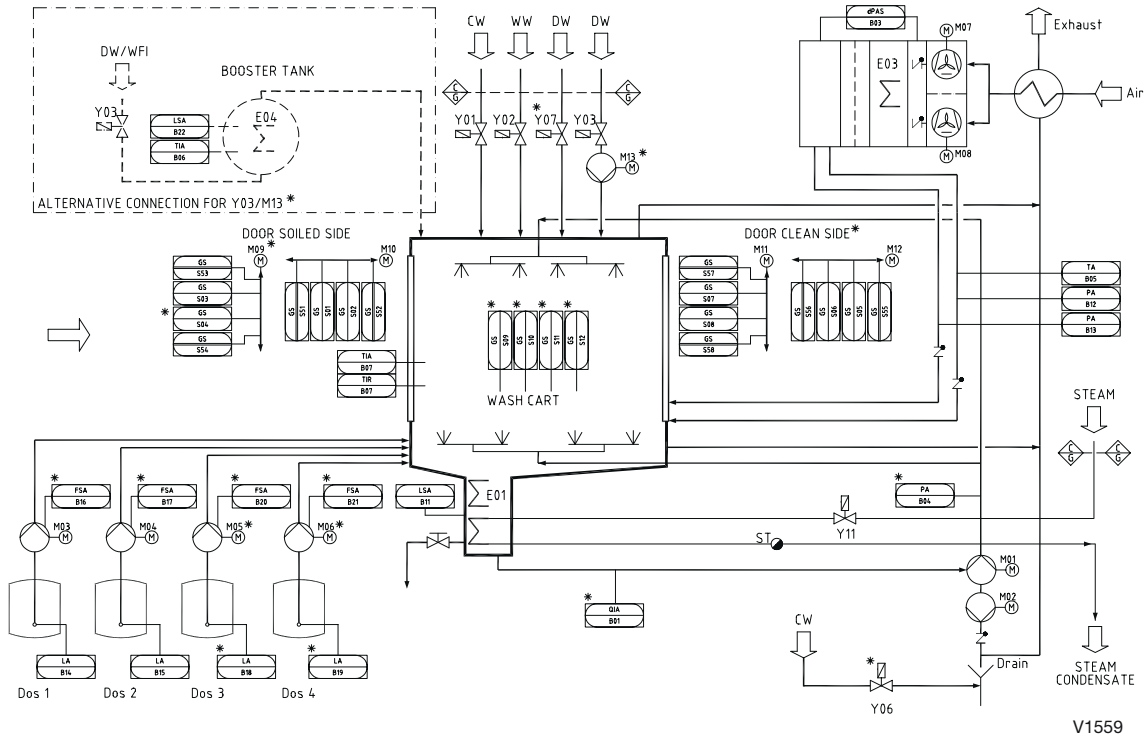 DW/WFI
BOOSTER TANK
Y03
LSA
B22
TIA
B06
E04
ALTERNATIVE CONNECTION FOR Y03/M13 *
CW
WW
DW
DW
C
G
C
G
Y01
Y02
*
Y07
Y03
M
M13 *
dPAS
B03
E03
M
M07
M
M08
Exhaust
Air
DOOR SOILED SIDE
M09 *
M
M10
M
GS
S53
GS
S03
*
GS
S04
GS
S54
GS
S51
GS
S01
GS
S02
GS
S52
TIA
B07
TIR
B07
*
GS
S09
*
GS
S10
*
GS
S11
*
GS
S12
WASH CART
DOOR CLEAN SIDE *
M11
M
M12
M
GS
S57
GS
S07
GS
S08
GS
S58
GS
S56
GS
S06
GS
S05
GS
S55
TA
B05
PA
B12
PA
B13
STEAM
C
G
C
G
*
FSA
B16
*
FSA
B17
*
FSA
B20
*
FSA
B21
LSA
B11
E01
*
PA
B04
M03
M
M04
M
M05 *
M
M06 *
M
Y11
ST
M01
M
M02
M
*
QIA
B01
LA
B14
LA
B15
*
LA
B18
*
LA
B19
Dos 1
Dos 2
Dos 3
Dos 4
CW
*
Y06
Drain
STEAM
CONDENSATE
V1559